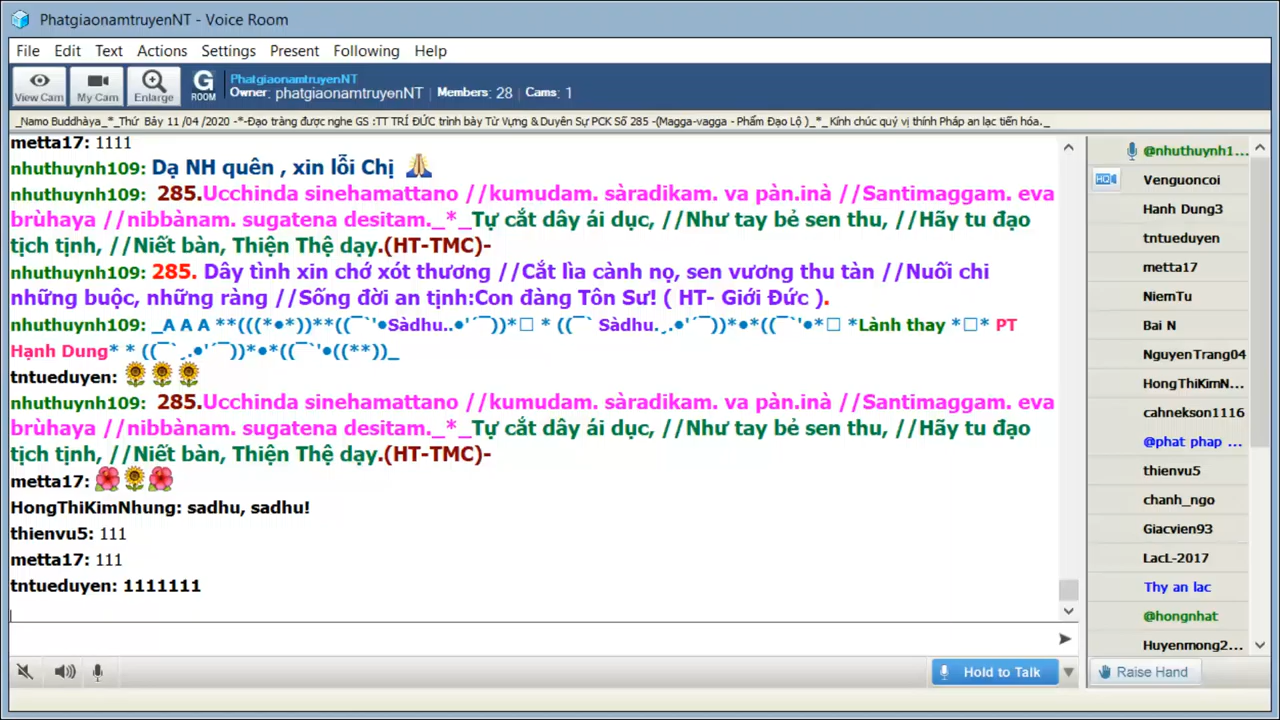 PhatgiaonamtruyenNT - Voice Room
File Edit Text Actions Settings Present Following Help
View Cam My Cam Enlarge G ROOM PhatgiaonamtruyenNT
Owner: phatgiaonamtruyenNT | Members: 28 | Cams: 1
_Namo Buddhàya_*_Thứ Bảy 11 /04 /2020 -*-Đạo tràng được nghe GS :TT TRÍ ĐỨC trình bày Từ Vựng &Duyên Sự PCK Số 285 -(Magga-vagga - Phẩm Đạo Lộ )_*_ Kính chúc quý vị thính Pháp an lạc tiến hóa._
metta17: 1111
nhuthuynh109: Dạ NH quên , xin lỗi Chị 🙏
nhuthuynh109: 285.Ucchinda sinehamattano //kumudam. sàradikam. va pàn.inà //Santimaggam. eva
brùhaya //nibbànam. sugatena desitam._*_Tự cắt dây ái dục, //Như tay bẻ sen thu, //Hãy tu đạo
tịch tịnh, //Niết bàn, Thiện Thệ dạy.(HT-TMC)-
nhuthuynh109: 285. Dây tình xin chớ xót thương //Cắt lìa cành nọ, sen vương thu tàn //Nuôi chi
những buộc, những ràng //Sống đời an tịnh:Con đàng Tôn Sư! ( HT- Giới Đức ).
nhuthuynh109: _A A A **(((*•*))**((¯`'•Sàdhu..•'´¯))*□ * ((¯` Sàdhu.¸.•'´¯))*•*((¯`'•*□ *Lành thay *□* PT
Hạnh Dung* * ((¯` ¸.•'´¯))*•*((¯`'•((**))_
tntueduyen: 🌻 🌻 🌻
nhuthuynh109: 285.Ucchinda sinehamattano //kumudam. sàradikam. va pàn.inà //Santimaggam. eva
brùhaya //nibbànam. sugatena desitam._*_Tự cắt dây ái dục, //Như tay bẻ sen thu, //Hãy tu đạo
tịch tịnh, //Niết bàn, Thiện Thệ dạy.(HT-TMC)-
metta17: 🌺🌻🌺
HongThiKimNhung: sadhu, sadhu!
thienvu5: 111
metta17: 111
tntueduyen: 1111111
@nhuthuynh1...
HD Venguoncoi
Hanh Dung3
tntueduyen
metta17
NiemTu
Bai N
NguyenTrang04
HongThiKimN...
cahnekson1116
@phat phap ...
thienvu5
chanh_ngo
Giacvien93
LacL-2017
Thy an lac
@hongnhat
Huyenmong2...
Hold to Talk
Raise Hand